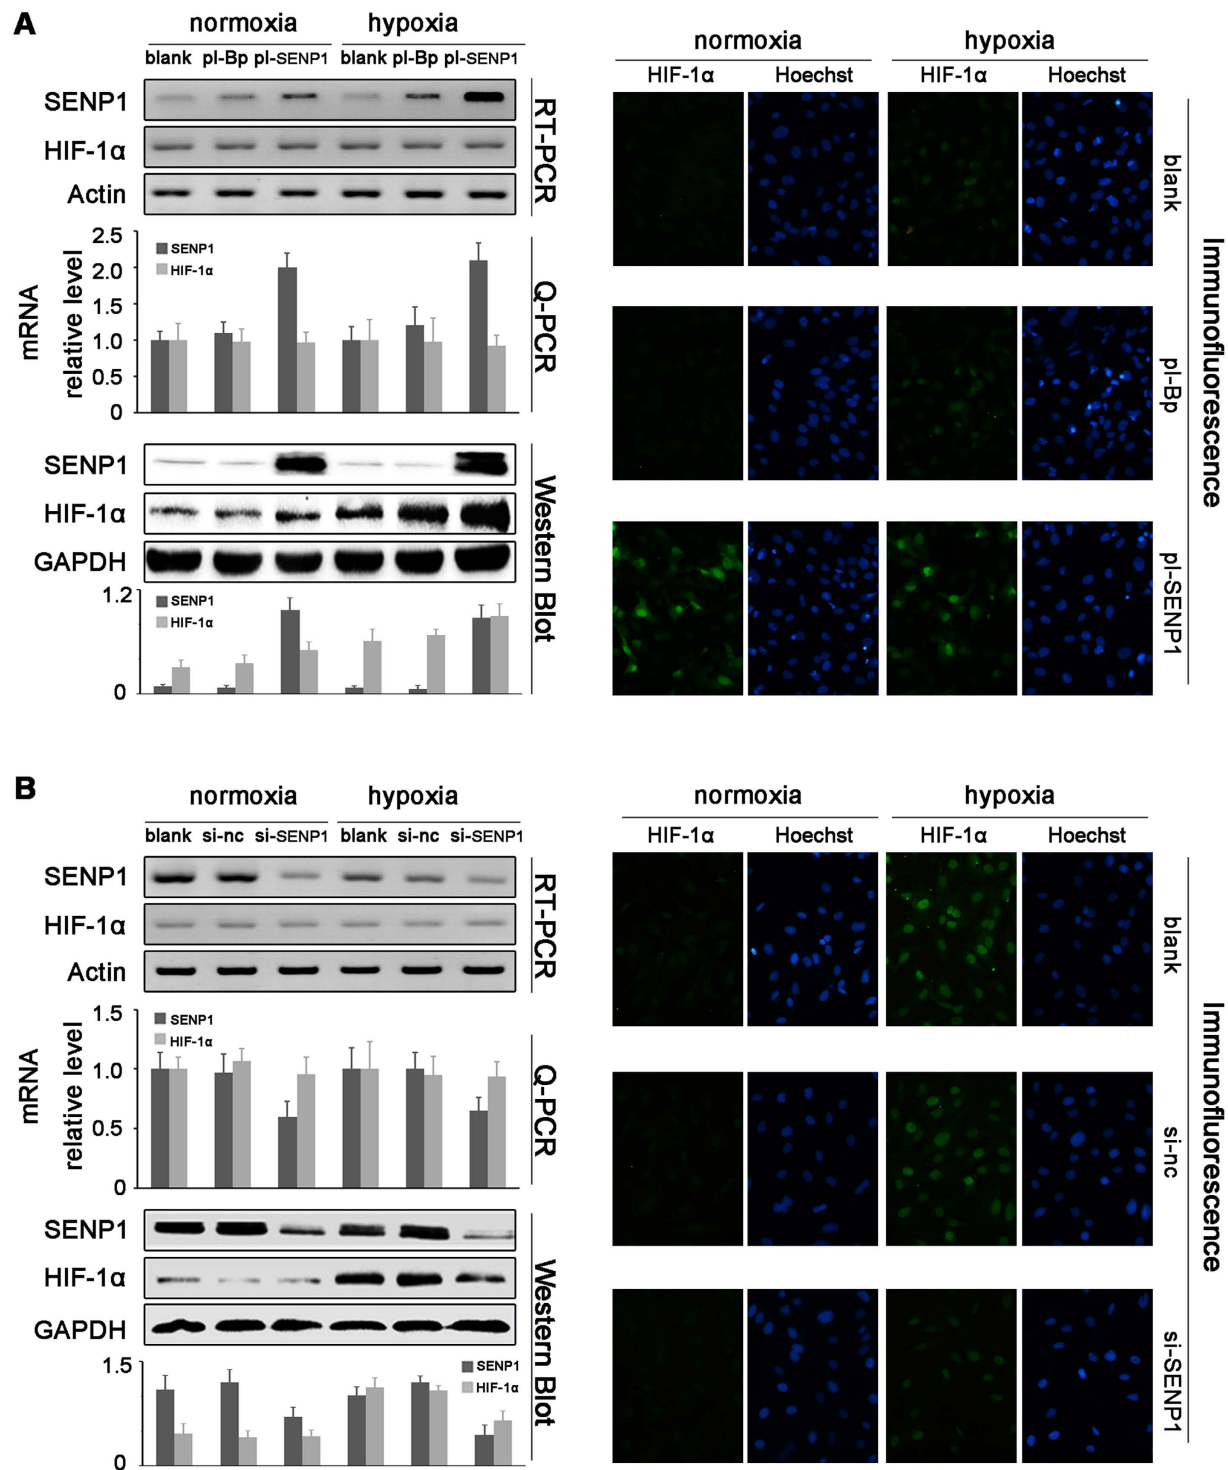 A
normoxia hypoxia
blank pl-Bp pl-SENP1 blank pl-Bp pl-SENP1
SENP1
HIF-1α
Actin
RT-PCR
mRNA
relative level
2.5
2.0
1.5
1.0
0.5
0
SENP1
HIF-1α
Q-PCR
SENP1
HIF-1α
GAPDH
Western Blot
1.2
0
SENP1
HIF-1α
normoxia hypoxia
HIF-1α Hoechst HIF-1α Hoechst
blank
pl-Bp
pl-SENP1
Immunofluorescence
B
normoxia hypoxia
blank si-nc si-SENP1 blank si-nc si-SENP1
SENP1
HIF-1α
Actin
RT-PCR
mRNA
relative level
1.5
1.0
0.5
0
SENP1
HIF-1α
Q-PCR
SENP1
HIF-1α
GAPDH
Western Blot
1.5
0
SENP1
HIF-1α
normoxia hypoxia
HIF-1α Hoechst HIF-1α Hoechst
blank
si-nc
si-SENP1
Immunofluorescence